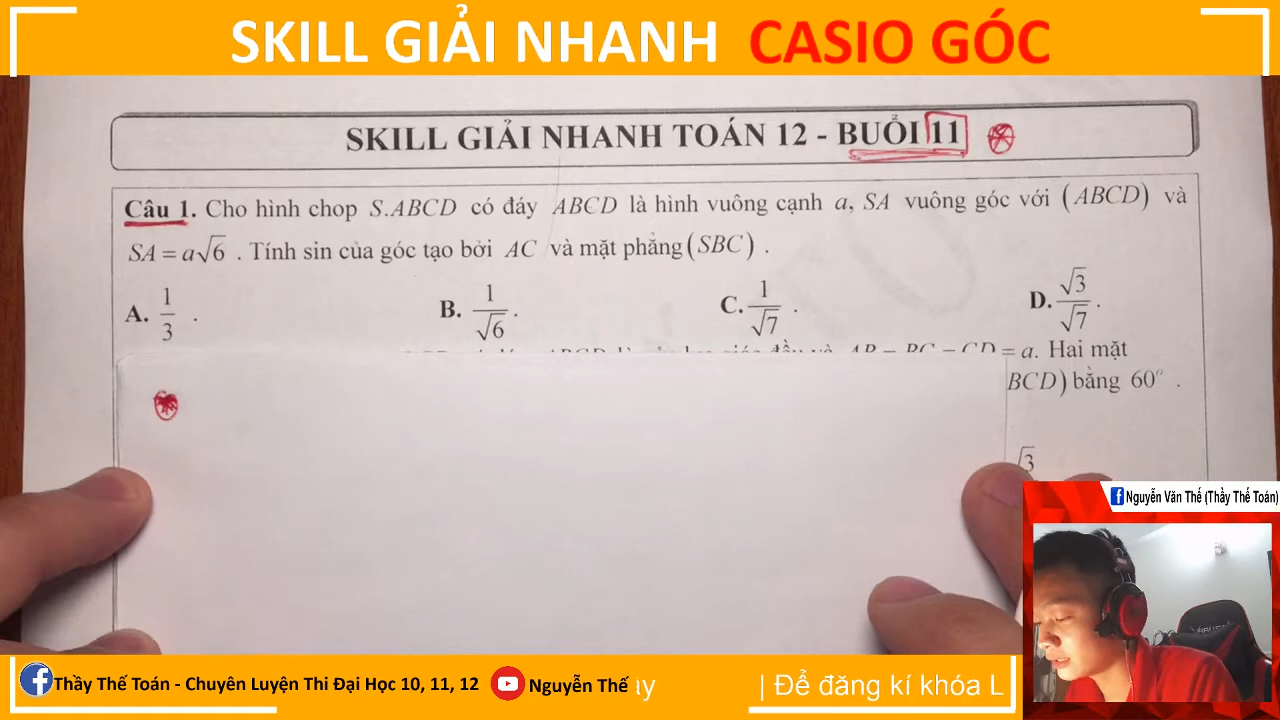 SKILL GIẢI NHANH CASIO GÓC
SKILL GIẢI NHANH TOÁN 12 - BUỔI 11
Câu 1. Cho hình chop S.ABCD có đáy ABCD là hình vuông cạnh a, SA vuông góc với (ABCD) và
SA = a√6 . Tính sin của góc tạo bởi AC và mặt phẳng (SBC) .
A. 1/3 . B. 1/√6 . C. 1/√7 . D. √3/√7 .
= a. Hai mặt
BCD) bằng 60° .
√3
Nguyễn Văn Thế (Thầy Thế Toán)
Thầy Thế Toán - Chuyên Luyện Thi Đại Học 10, 11, 12 Nguyễn Thế | Để đăng kí khóa L